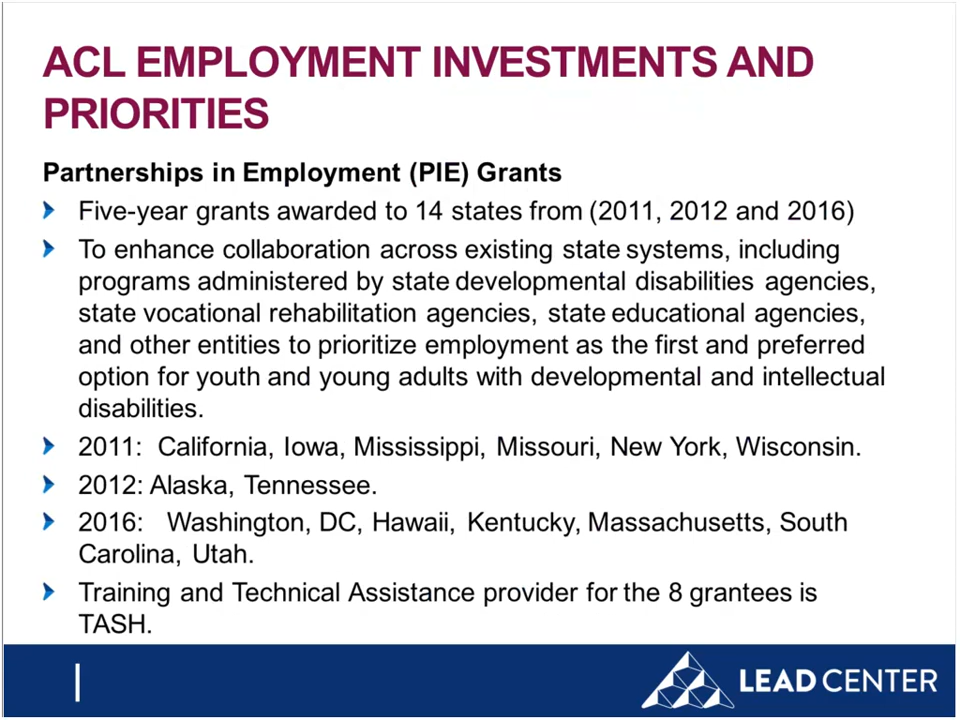 ACL EMPLOYMENT INVESTMENTS AND
PRIORITIES
Partnerships in Employment (PIE) Grants
Five-year grants awarded to 14 states from (2011, 2012 and 2016)
To enhance collaboration across existing state systems, including
programs administered by state developmental disabilities agencies,
state vocational rehabilitation agencies, state educational agencies,
and other entities to prioritize employment as the first and preferred
option for youth and young adults with developmental and intellectual
disabilities.
2011:  California, Iowa, Mississippi, Missouri, New York, Wisconsin.
2012: Alaska, Tennessee.
2016:   Washington, DC, Hawaii, Kentucky, Massachusetts, South
Carolina, Utah.
Training and Technical Assistance provider for the 8 grantees is
TASH.
LEAD CENTER